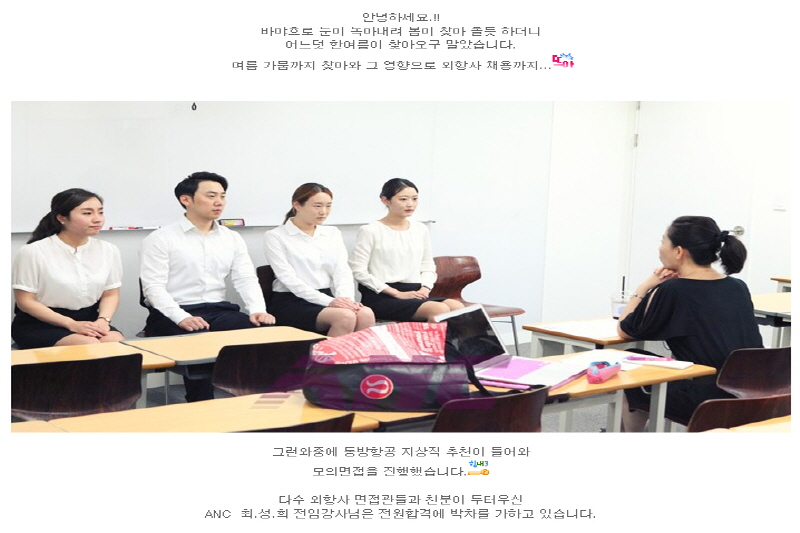 안녕하세요.!!
바야흐로 눈이 녹아내려 봄이 찾아 올듯 하더니
어느덧 한여름이 찾아오구 말았습니다.
여름 가뭄까지 찾아와 그 영향으로 외항사 채용까지...
ANC
그런와중에 동방항공 지상직 추천이 들어와
모의면접을 진행했습니다. 힘내
다수 외항사 면접관들과 친분이 두터우신
ANC 최.성.희 전임강사님은 전원합격에 박차를 가하고 있습니다.